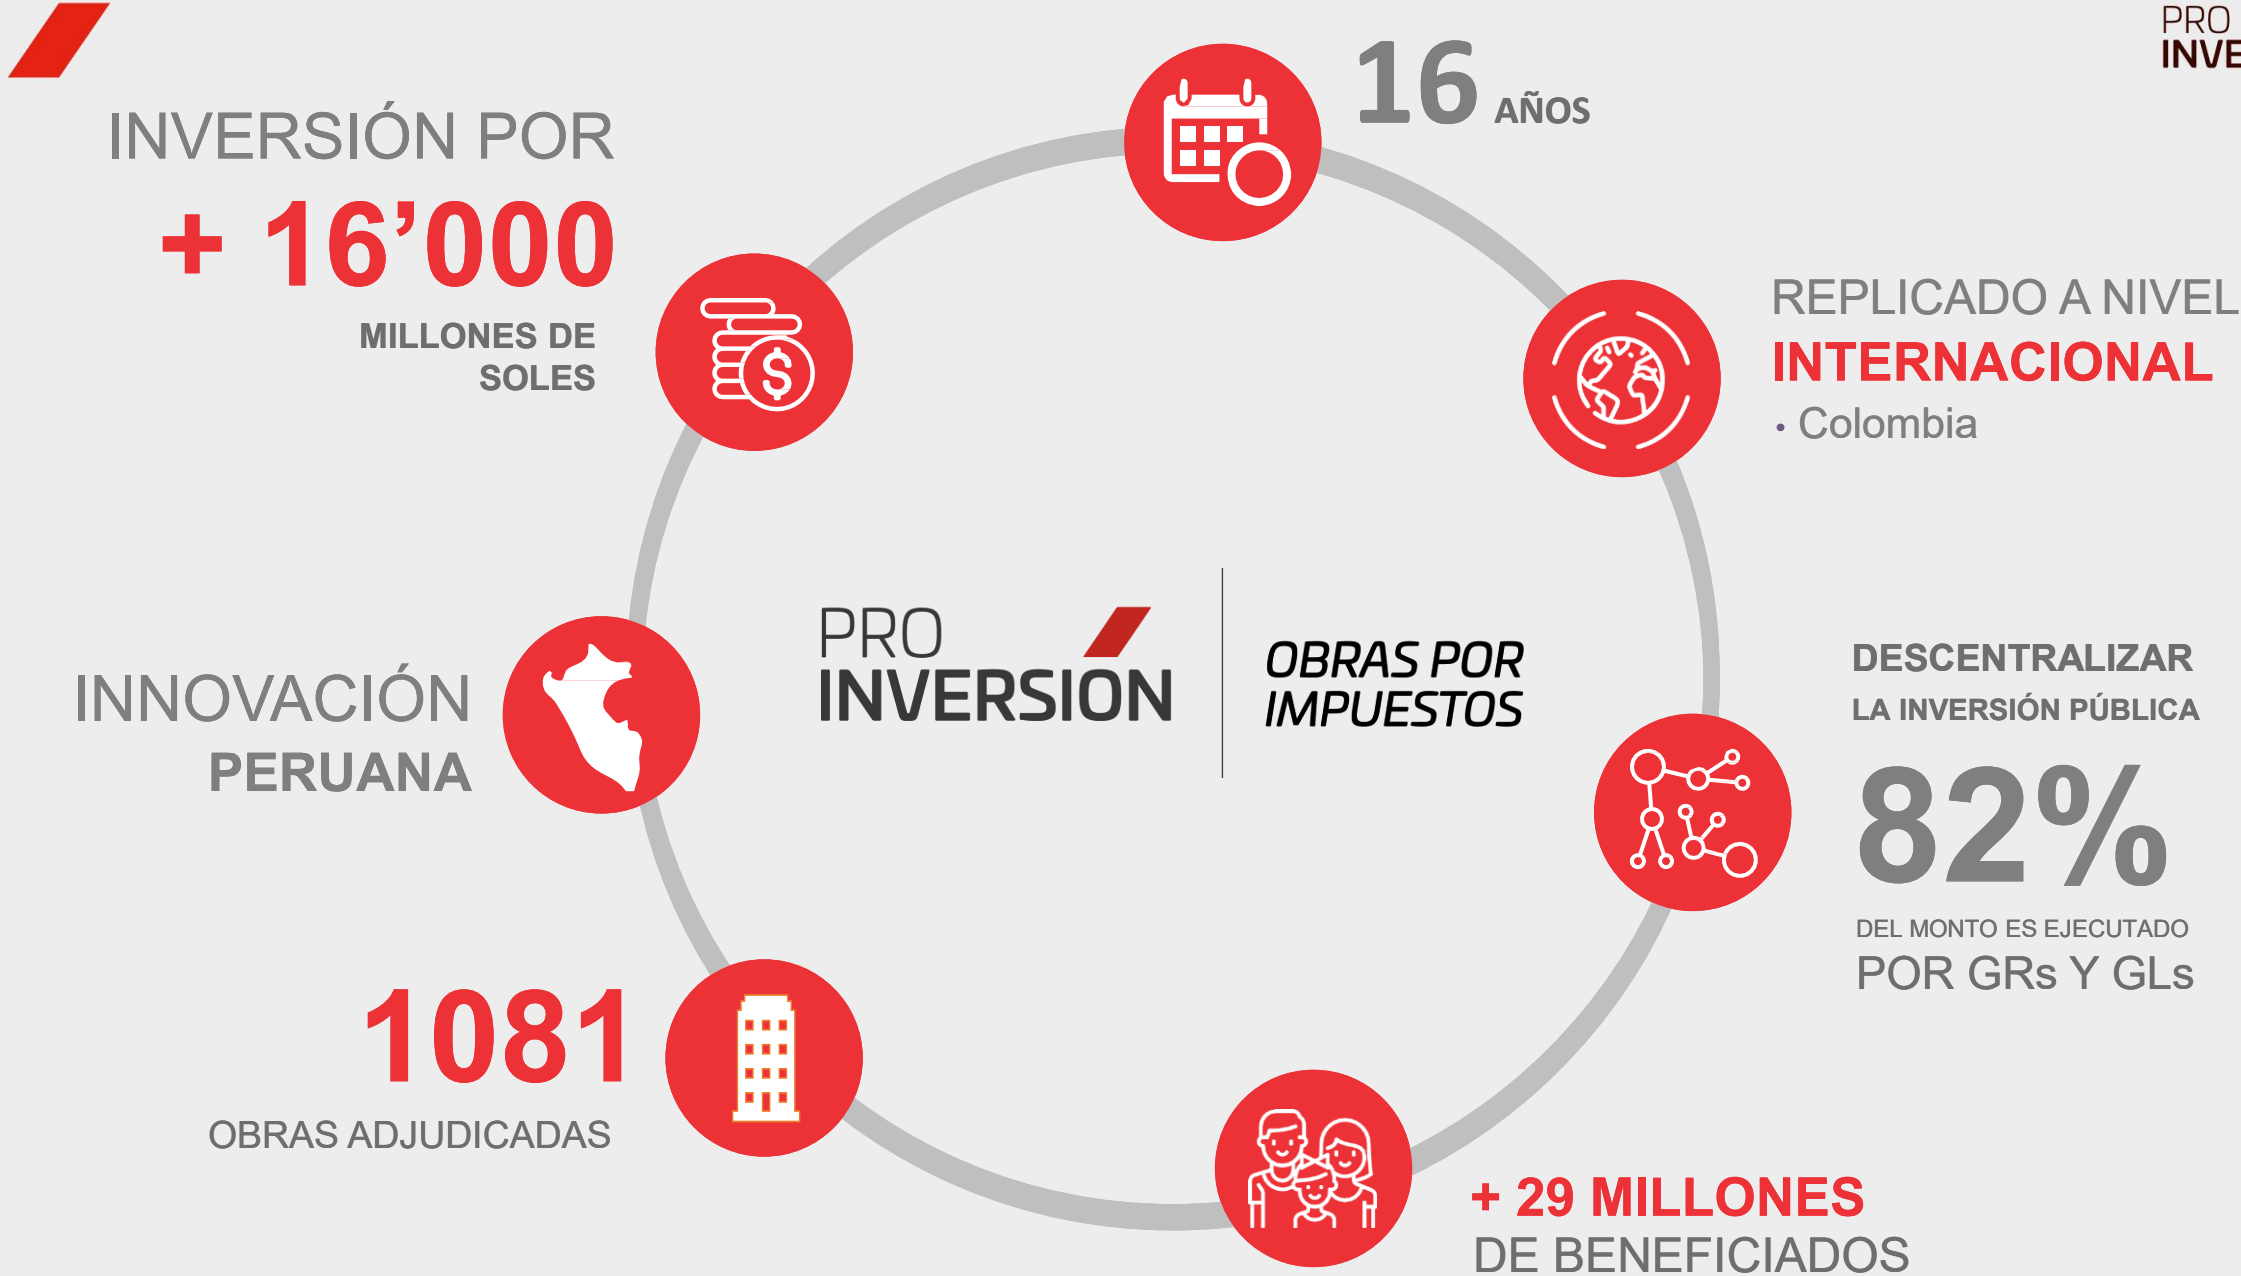 PRO
INVERSIÓN POR
+ 16’000
MILLONES DE
SOLES
16 AÑOS
REPLICADO A NIVEL
INTERNACIONAL
• Colombia
PRO
INVERSIÓN
OBRAS POR
IMPUESTOS
INNOVACIÓN
PERUANA
DESCENTRALIZAR
LA INVERSIÓN PÚBLICA
82%
DEL MONTO ES EJECUTADO
POR GRs Y GLs
1081
OBRAS ADJUDICADAS
$
+ 29 MILLONES
DE BENEFICIADOS